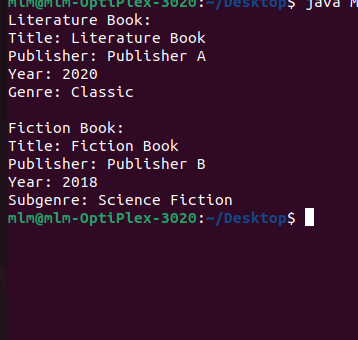 mlm@mlm-OptiPlex-3020:~/Desktop$ java M
Literature Book:
Title: Literature Book
Publisher: Publisher A
Year: 2020
Genre: Classic
Fiction Book:
Title: Fiction Book
Publisher: Publisher B
Year: 2018
Subgenre: Science Fiction
mlm@mlm-OptiPlex-3020:~/Desktop$